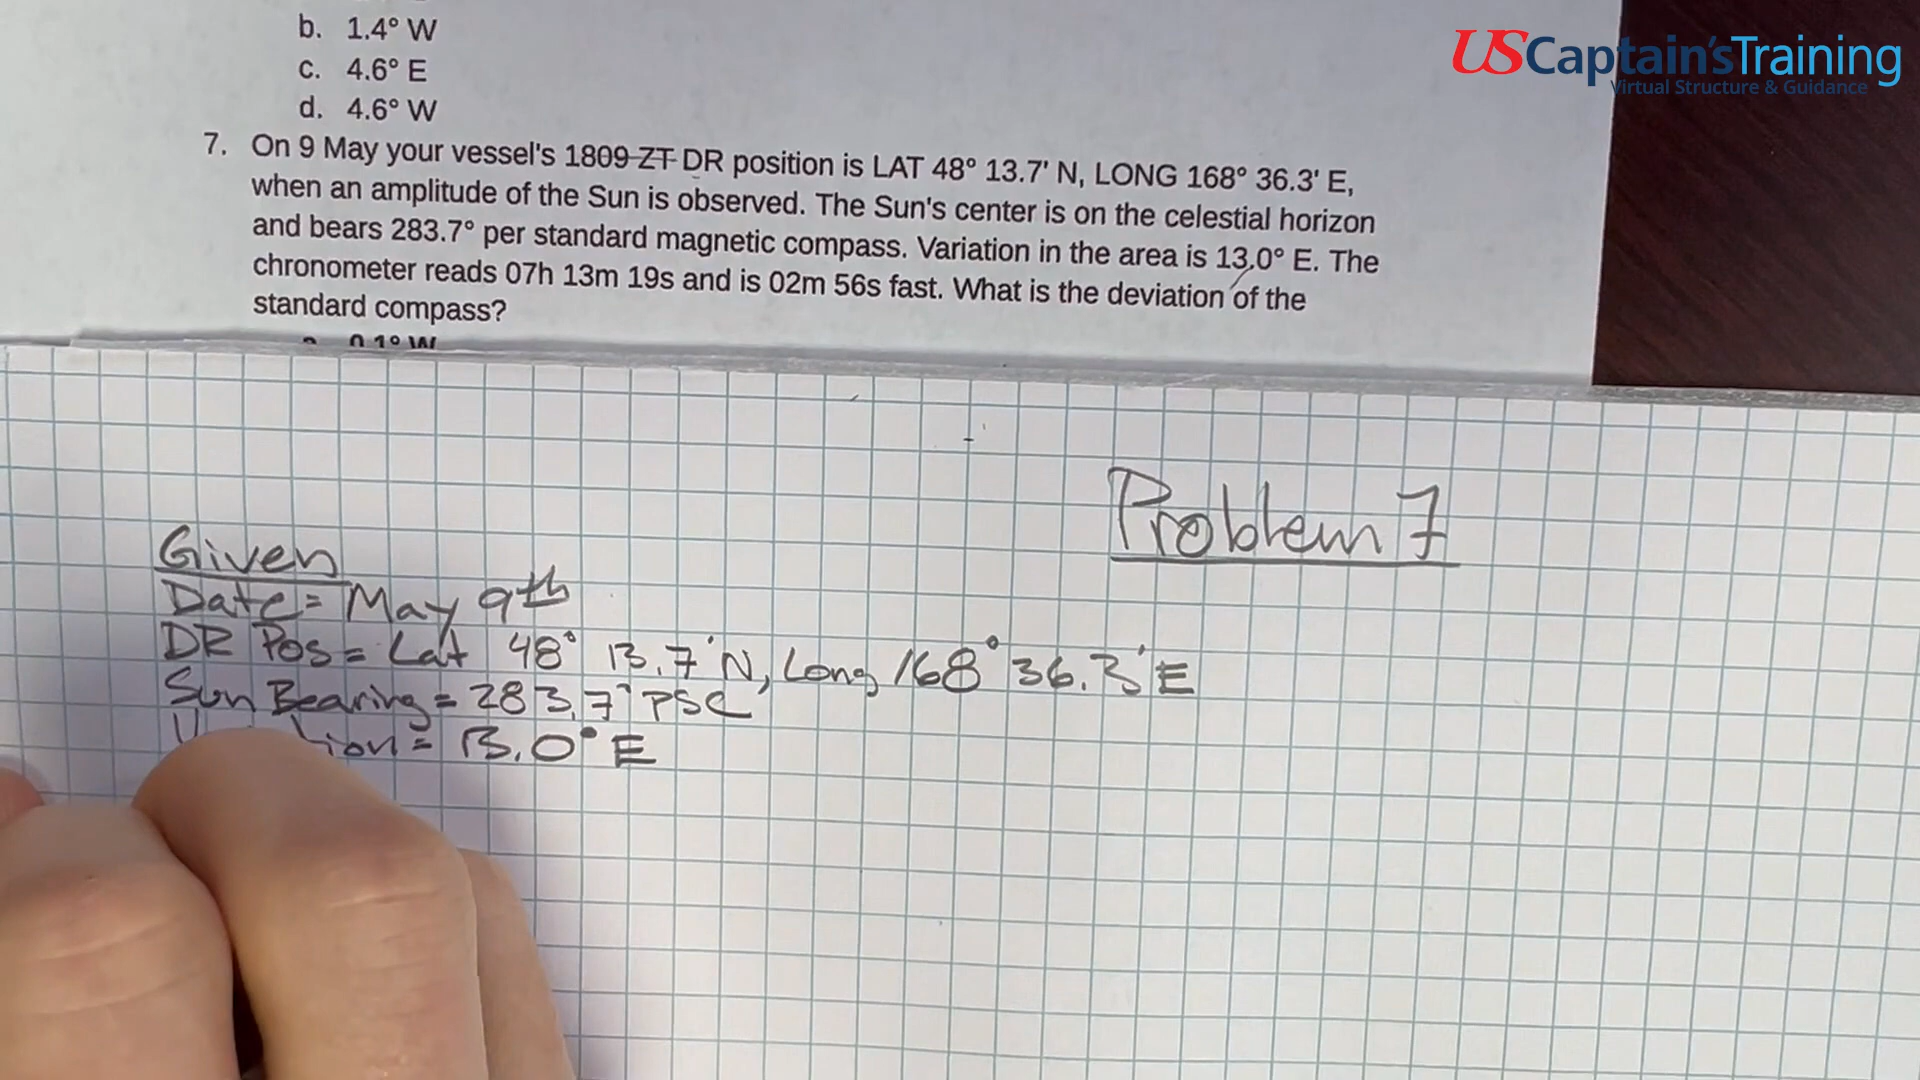 b. 1.4° W
c. 4.6° E
d. 4.6° W
7. On 9 May your vessel's 1809 ZT DR position is LAT 48° 13.7' N, LONG 168° 36.3' E,
when an amplitude of the Sun is observed. The Sun's center is on the celestial horizon
and bears 283.7° per standard magnetic compass. Variation in the area is 13.0° E. The
chronometer reads 07h 13m 19s and is 02m 56s fast. What is the deviation of the
standard compass?
0.1° W
USCaptain'sTraining
Virtual Structure & Guidance
Problem 7
Given
Date = May 9th
DR Pos = Lat 48° 13.7' N, Long 168° 36.3' E
Sun Bearing = 283.7° PSC
= 13.0° E